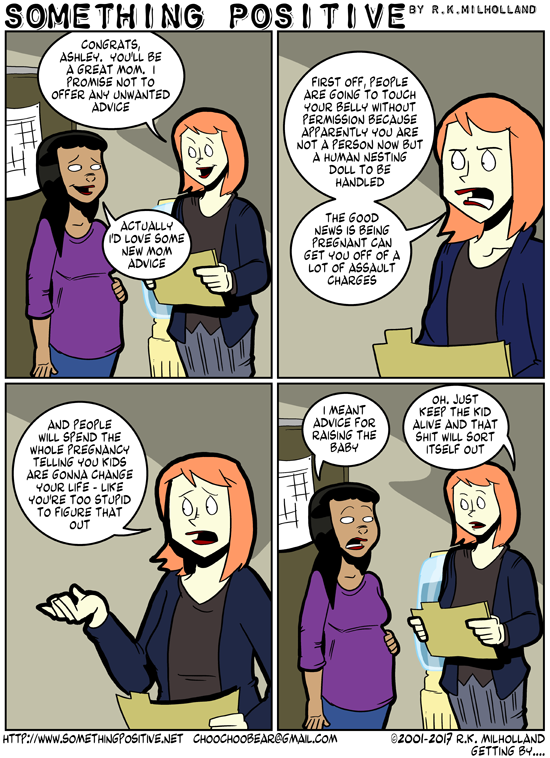 SOMETHING POSITIVE BY R.K.MILHOLLAND
CONGRATS,
ASHLEY. YOU'LL BE
A GREAT MOM. I
PROMISE NOT TO
OFFER ANY UNWANTED
ADVICE
ACTUALLY
I'D LOVE SOME
NEW MOM
ADVICE
FIRST OFF, PEOPLE
ARE GOING TO TOUCH
YOUR BELLY WITHOUT
PERMISSION BECAUSE
APPARENTLY YOU ARE
NOT A PERSON NOW BUT
A HUMAN NESTING
DOLL TO BE
HANDLED
THE GOOD
NEWS IS BEING
PREGNANT CAN
GET YOU OFF OF A
LOT OF ASSAULT
CHARGES
AND PEOPLE
WILL SPEND THE
WHOLE PREGNANCY
TELLING YOU KIDS
ARE GONNA CHANGE
YOUR LIFE - LIKE
YOU'RE TOO STUPID
TO FIGURE THAT
OUT
I MEANT
ADVICE FOR
RAISING THE
BABY
OH. JUST
KEEP THE KID
ALIVE AND THAT
SHIT WILL SORT
ITSELF OUT
HTTP://WWW.SOMETHINGPOSITIVE.NET CHOOCHOOBEAR@GMAIL.COM ©2001-2017 R.K. MILHOLLAND
GETTING BY....